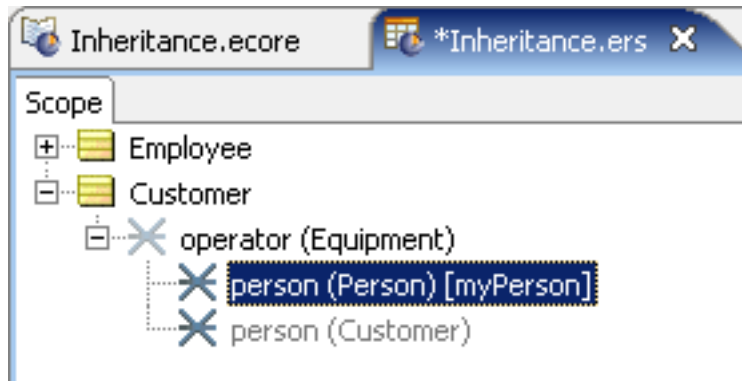 Inheritance.ecore *Inheritance.ers
Scope
Employee
Customer
operator (Equipment)
person (Person) [myPerson]
person (Customer)